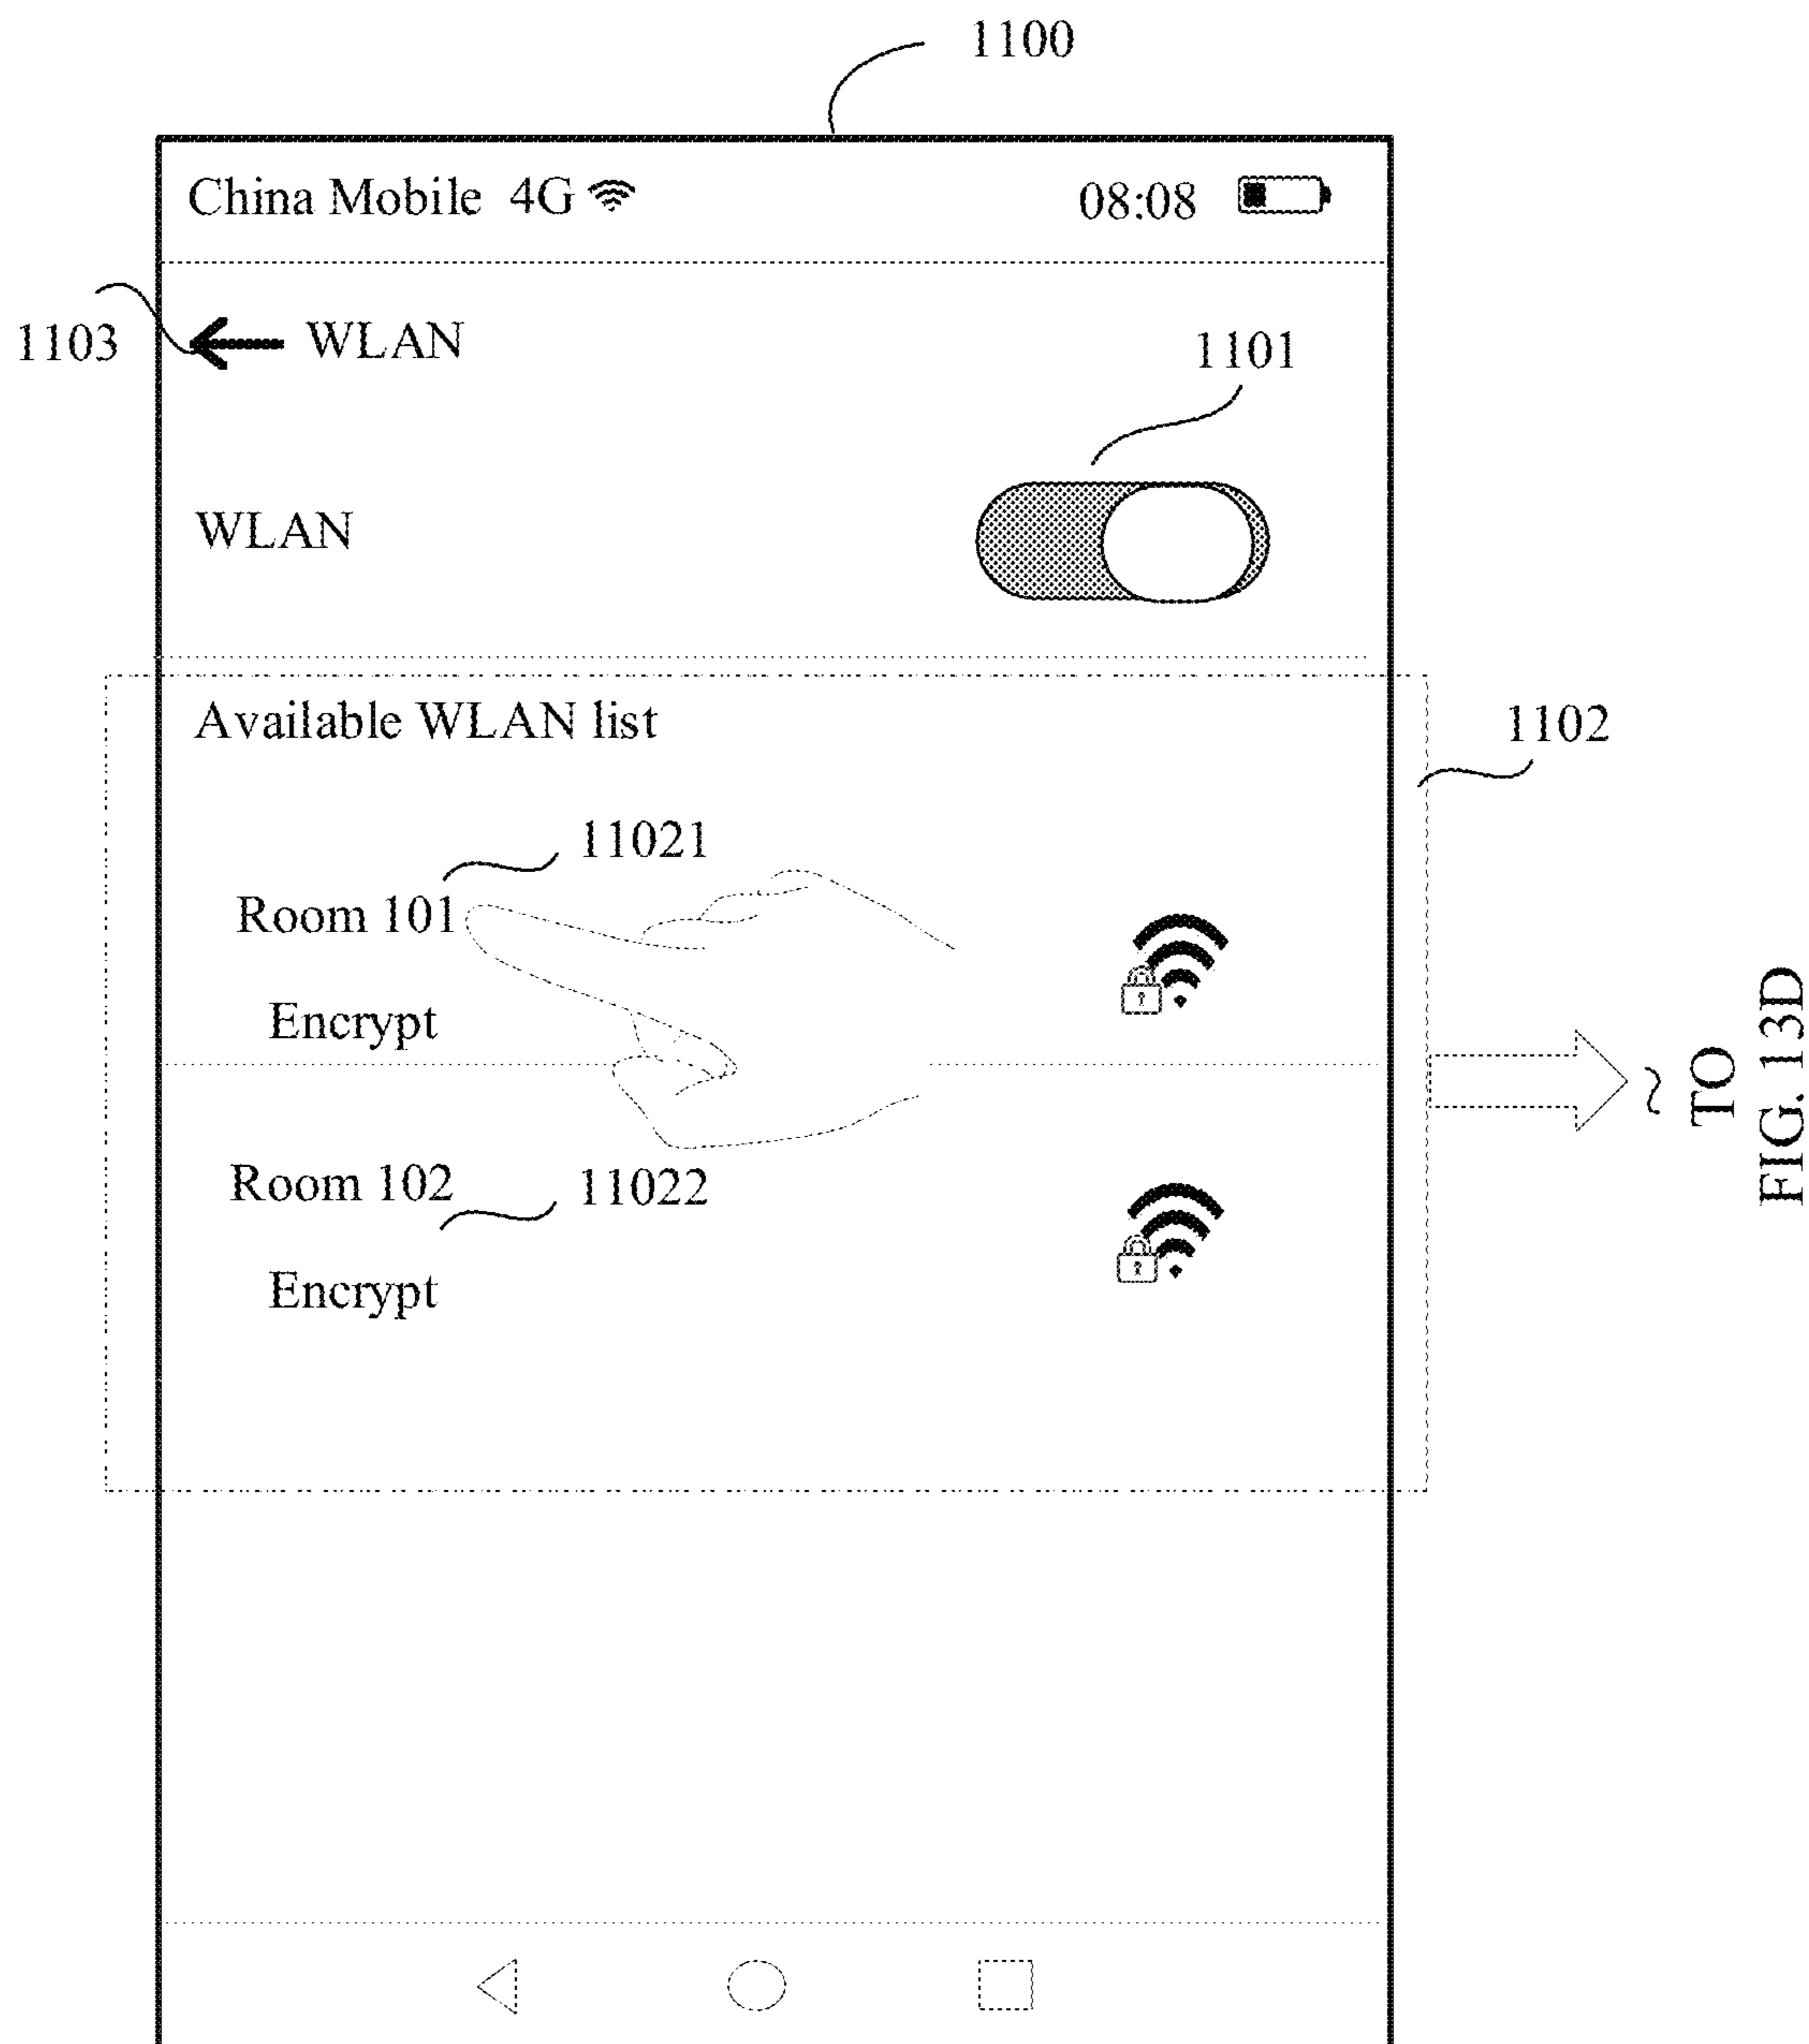 1100
China Mobile 4G 08:08
1103
WLAN
1101
WLAN
Available WLAN list
1102
11021
Room 101
Encrypt
Room 102
11022
Encrypt
TO
FIG. 13D